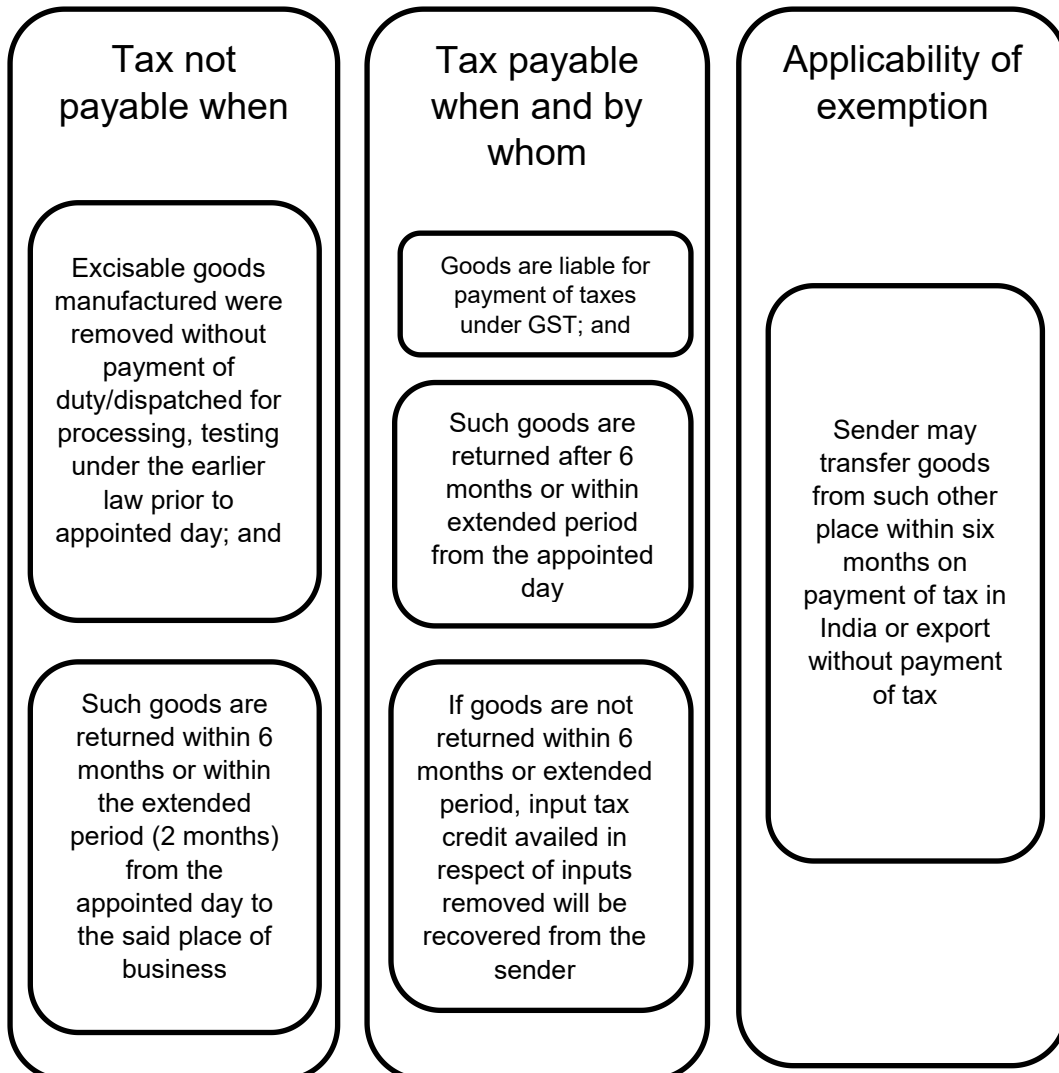 Tax not
payable when
Excisable goods
manufactured were
removed without
payment of
duty/dispatched for
processing, testing
under the earlier
law prior to
appointed day; and
Such goods are
returned within 6
months or within
the extended
period (2 months)
from the
appointed day to
the said place of
business
Tax payable
when and by
whom
Goods are liable for
payment of taxes
under GST; and
Such goods are
returned after 6
months or within
extended period
from the appointed
day
If goods are not
returned within 6
months or extended
period, input tax
credit availed in
respect of inputs
removed will be
recovered from the
sender
Applicability of
exemption
Sender may
transfer goods
from such other
place within six
months on
payment of tax in
India or export
without payment
of tax